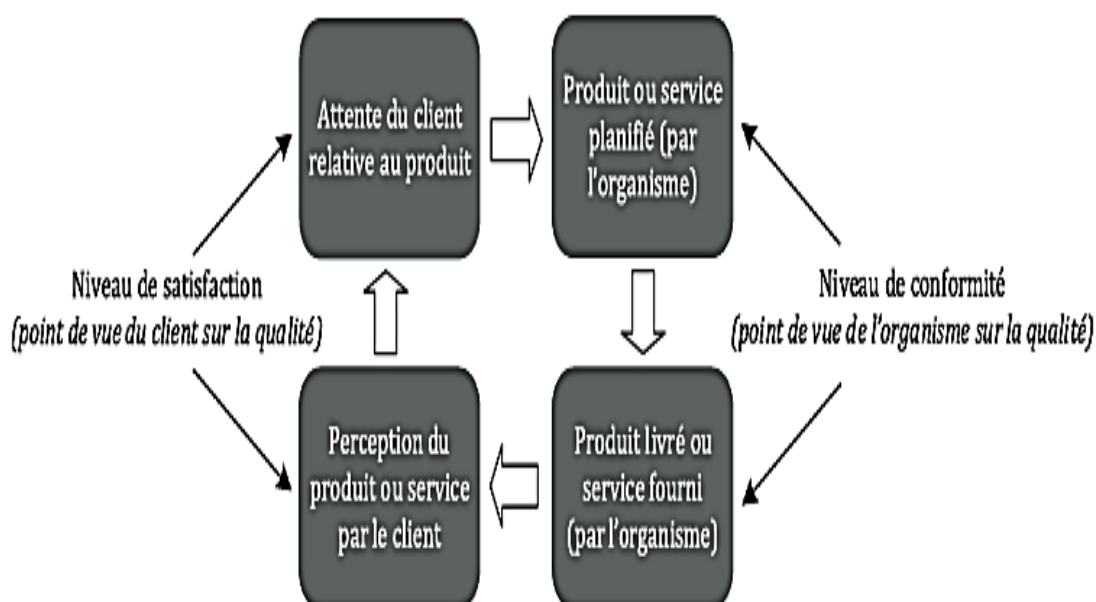 Attente du client
relative au produit
Produit ou service
planifié (par
l'organisme)
Niveau de satisfaction
(point de vue du client sur la qualité)
Niveau de conformité
(point de vue de l'organisme sur la qualité)
Perception du
produit ou service
par le client
Produit livré ou
service fourni
(par l'organisme)